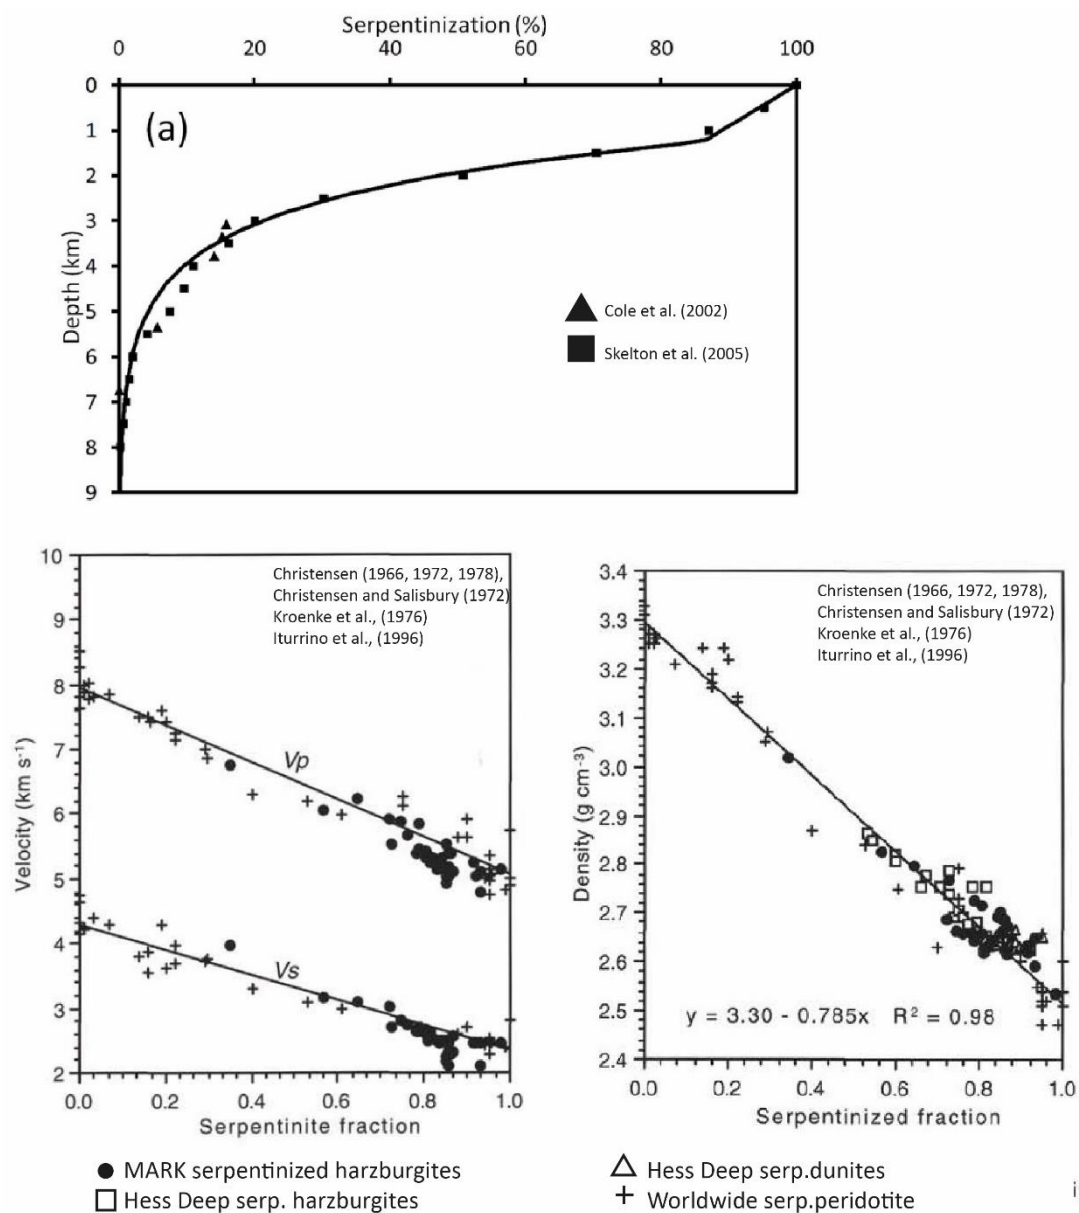 Serpentinization (%)
0 20 40 60 80 100
0
(a)
1
2
3
4
5
6
7
8
9
Depth (km)
Cole et al. (2002)
Skelton et al. (2005)
10
9
8
7
6
5
4
3
2
Velocity (km s⁻¹)
Christensen (1966, 1972, 1978),
Christensen and Salisbury (1972)
Kroenke et al., (1976)
Iturrino et al., (1996)
Vp
Vs
0.0 0.2 0.4 0.6 0.8 1.0
Serpentinite fraction
3.4
3.3
3.2
3.1
3.0
2.9
2.8
2.7
2.6
2.5
2.4
Density (g cm⁻³)
Christensen (1966, 1972, 1978),
Christensen and Salisbury (1972)
Kroenke et al., (1976)
Iturrino et al., (1996)
y = 3.30 - 0.785x R² = 0.98
0.0 0.2 0.4 0.6 0.8 1.0
Serpentinized fraction
MARK serpentinized harzburgites
Hess Deep serp. harzburgites
Hess Deep serp.dunites
Worldwide serp.peridotite
i